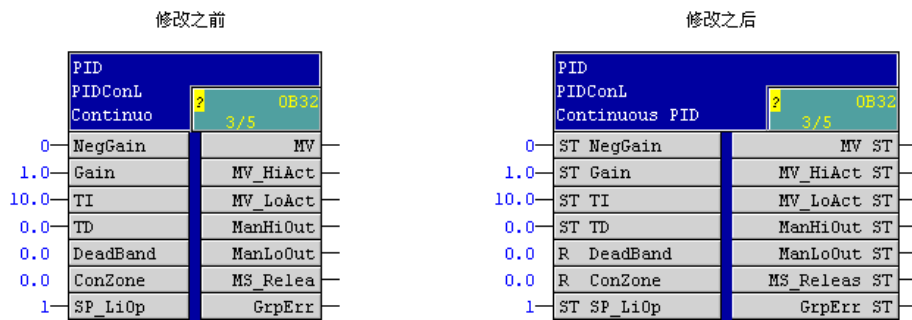 修改之前
PID
PIDConL
Continuo
? OB32
3/5
0 NegGain MV
1.0 Gain MV_HiAct
10.0 TI MV_LoAct
0.0 TD ManHiOut
0.0 DeadBand ManLoOut
0.0 ConZone MS_Relea
1 SP_LiOp GrpErr
修改之后
PID
PIDConL
Continuous PID
? OB32
3/5
0 ST NegGain MV ST
1.0 ST Gain MV_HiAct ST
10.0 ST TI MV_LoAct ST
0.0 ST TD ManHiOut ST
0.0 R DeadBand ManLoOut ST
0.0 R ConZone MS_Releas ST
1 ST SP_LiOp GrpErr ST